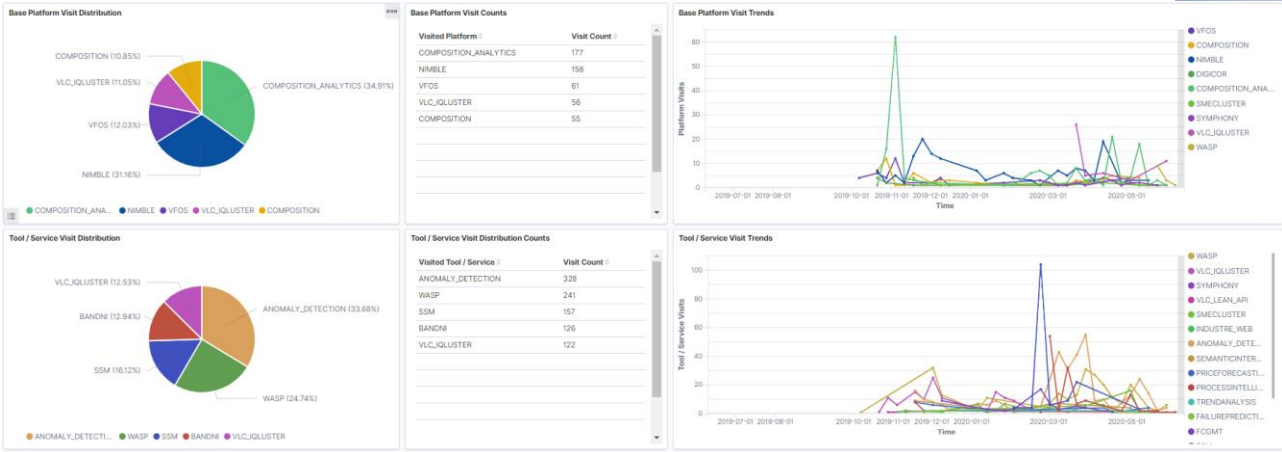 Base Platform Visit Distribution
COMPOSITION (10.85%)
VLC_IQLUSTER (11.05%)
COMPOSITION_ANALYTICS (34.91%)
VFOS (12.03%)
NIMBLE (31.16%)
COMPOSITION_ANA... NIMBLE VFOS VLC_IQLUSTER COMPOSITION
Base Platform Visit Counts
Visited Platform Visit Count
COMPOSITION_ANALYTICS 177
NIMBLE 158
VFOS 61
VLC_IQLUSTER 56
COMPOSITION 55
Base Platform Visit Trends
Platform Visits
60
50
40
30
20
10
0
2019-07-01 2019-08-01 2019-10-01 2019-11-01 2019-12-01 2020-01-01 2020-03-01 2020-05-01
Time
VFOS
COMPOSITION
NIMBLE
DIGICOR
COMPOSITION_ANA...
SMECLUSTER
SYMPHONY
VLC_IQLUSTER
WASP
Tool / Service Visit Distribution
VLC_IQLUSTER (12.53%)
BANDNI (12.94%)
ANOMALY_DETECTION (33.68%)
SSM (16.12%)
WASP (24.74%)
ANOMALY_DETECTI... WASP SSM BANDNI VLC_IQLUSTER
Tool / Service Visit Distribution Counts
Visited Tool / Service Visit Count
ANOMALY_DETECTION 328
WASP 241
SSM 157
BANDNI 126
VLC_IQLUSTER 122
Tool / Service Visit Trends
Tool / Service Visits
100
80
60
40
20
0
2019-07-01 2019-08-01 2019-10-01 2019-11-01 2019-12-01 2020-01-01 2020-03-01 2020-05-01
Time
WASP
VLC_IQLUSTER
SYMPHONY
VLC_LEAN_API
SMECLUSTER
INDUSTRE_WEB
ANOMALY_DETE...
SEMANTICINTER...
PRICEFORECASTI...
PROCESSINTELLI...
TRENDANALYSIS
FAILUREPREDICTI...
FCGMT